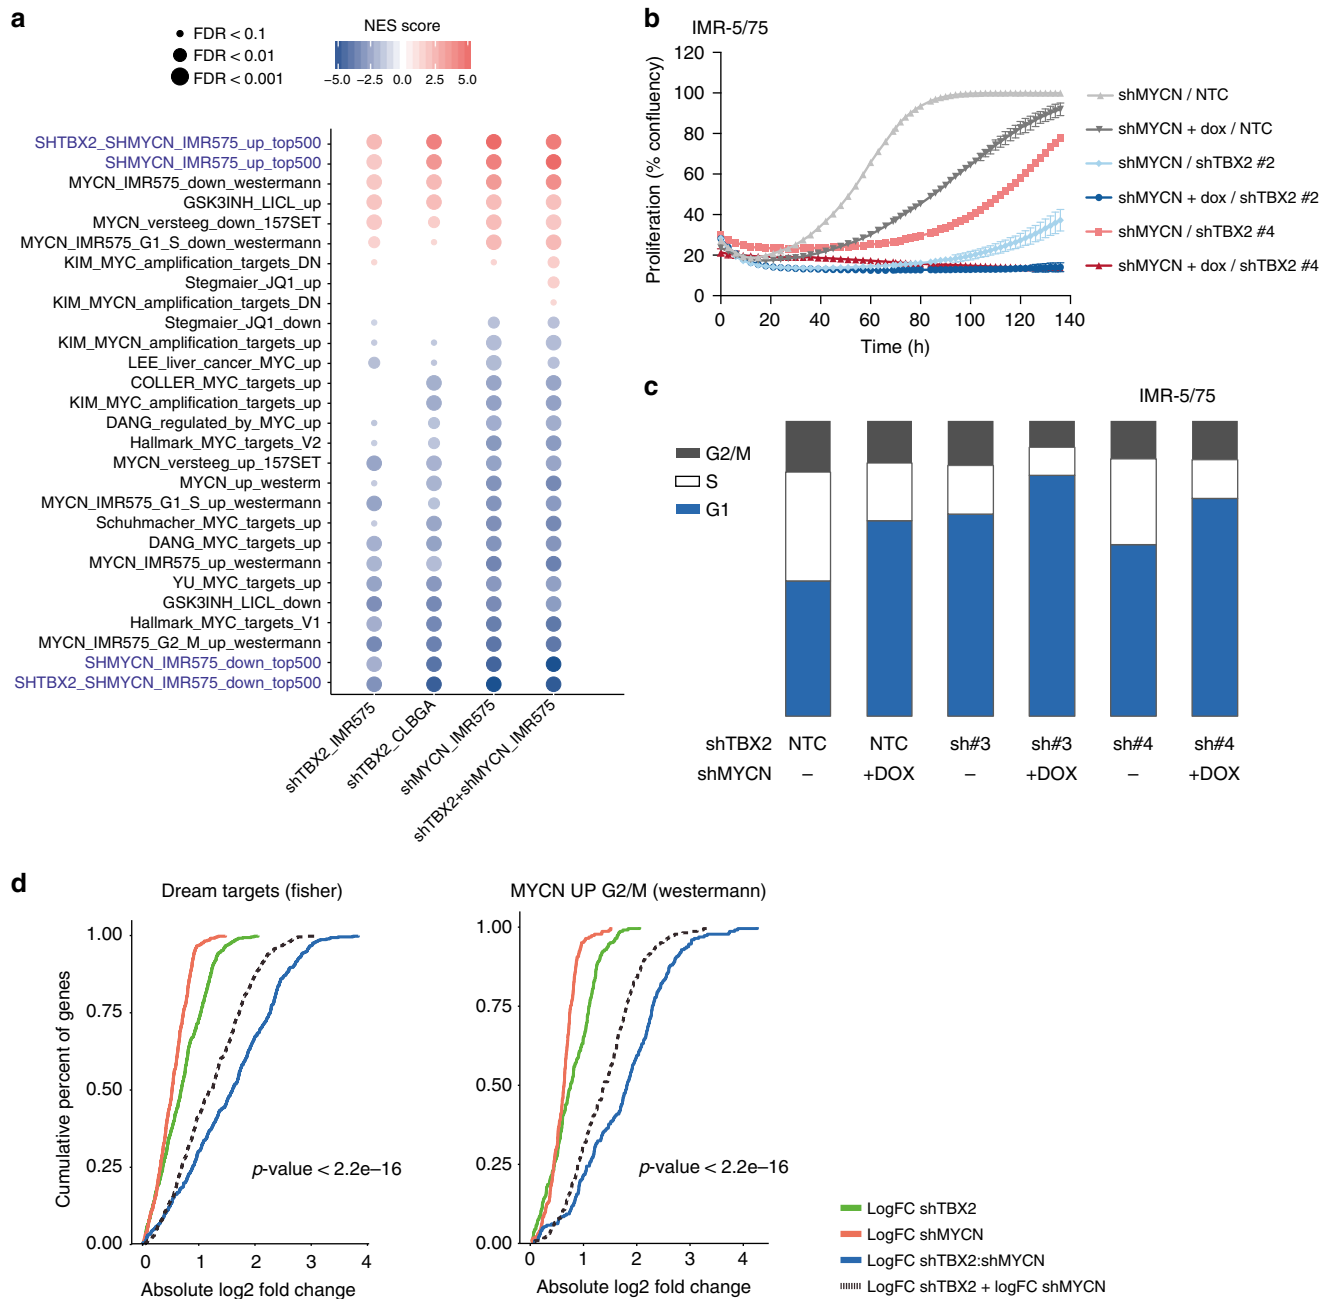 a
FDR < 0.1
FDR < 0.01
FDR < 0.001
NES score
−5.0 −2.5 0.0 2.5 5.0
SHTBX2_SHMYCN_IMR575_up_top500
SHMYCN_IMR575_up_top500
MYCN_IMR575_down_westermann
GSK3INH_LICL_up
MYCN_versteeg_down_157SET
MYCN_IMR575_G1_S_down_westermann
KIM_MYC_amplification_targets_DN
Stegmaier_JQ1_up
KIM_MYCN_amplification_targets_DN
Stegmaier_JQ1_down
KIM_MYCN_amplification_targets_up
LEE_liver_cancer_MYC_up
COLLER_MYC_targets_up
KIM_MYC_amplification_targets_up
DANG_regulated_by_MYC_up
Hallmark_MYC_targets_V2
MYCN_versteeg_up_157SET
MYCN_up_westerm
MYCN_IMR575_G1_S_up_westermann
Schuhmacher_MYC_targets_up
DANG_MYC_targets_up
MYCN_IMR575_up_westermann
YU_MYC_targets_up
GSK3INH_LICL_down
Hallmark_MYC_targets_V1
MYCN_IMR575_G2_M_up_westermann
SHMYCN_IMR575_down_top500
SHTBX2_SHMYCN_IMR575_down_top500
shTBX2_IMR575
shTBX2_CLBGA
shMYCN_IMR575
shTBX2+shMYCN_IMR575
b
IMR-5/75
Proliferation (% confluency)
120
100
80
60
40
20
0
0 20 40 60 80 100 120 140
Time (h)
shMYCN / NTC
shMYCN + dox / NTC
shMYCN / shTBX2 #2
shMYCN + dox / shTBX2 #2
shMYCN / shTBX2 #4
shMYCN + dox / shTBX2 #4
c
IMR-5/75
G2/M
S
G1
shTBX2 NTC NTC sh#3 sh#3 sh#4 sh#4
shMYCN – +DOX – +DOX – +DOX
d
Dream targets (fisher)
Cumulative percent of genes
1.00
0.75
0.50
0.25
0.00
p-value < 2.2e−16
0 1 2 3 4
Absolute log2 fold change
MYCN UP G2/M (westermann)
1.00
0.75
0.50
0.25
0.00
p-value < 2.2e−16
0 1 2 3 4
Absolute log2 fold change
LogFC shTBX2
LogFC shMYCN
LogFC shTBX2:shMYCN
LogFC shTBX2 + logFC shMYCN